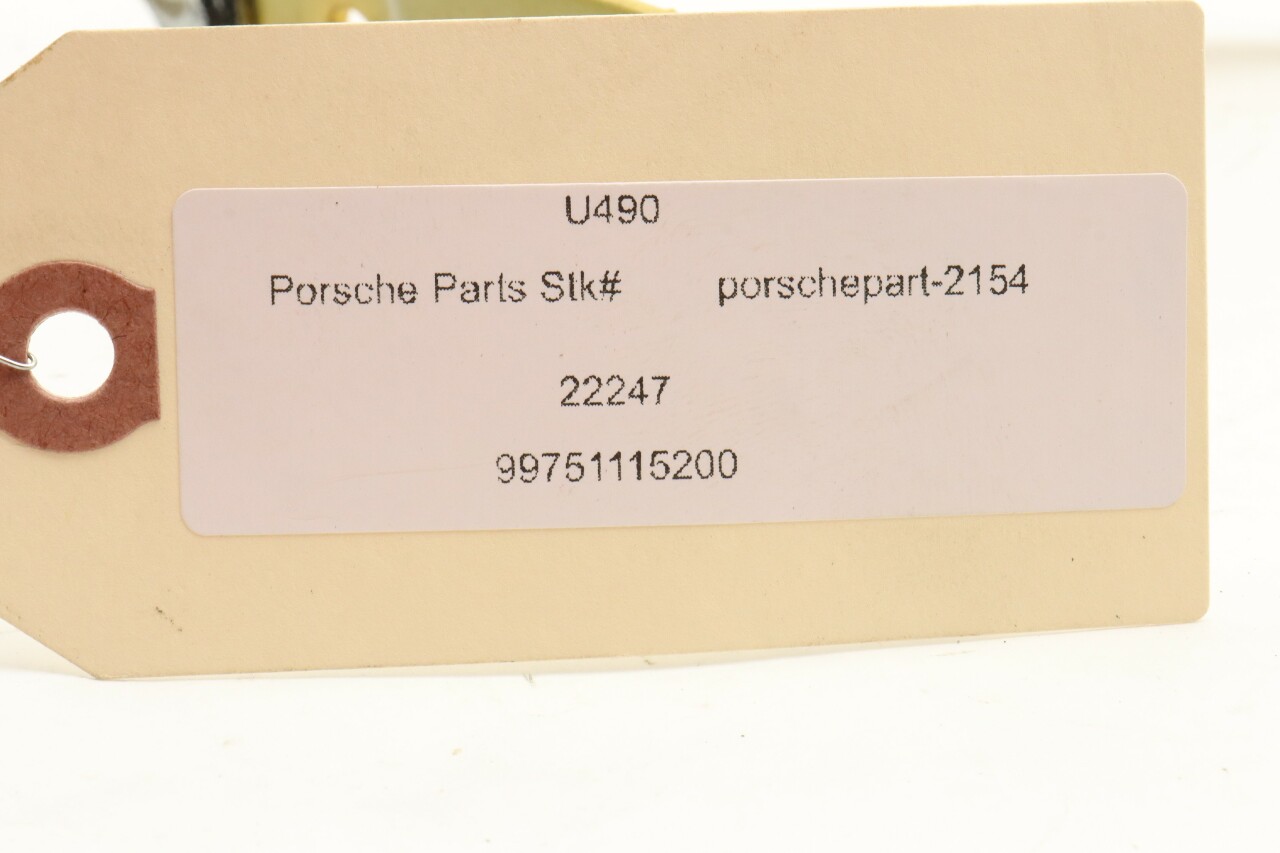 U490
Porsche Parts Stk# porschepart-2154
22247
99751115200